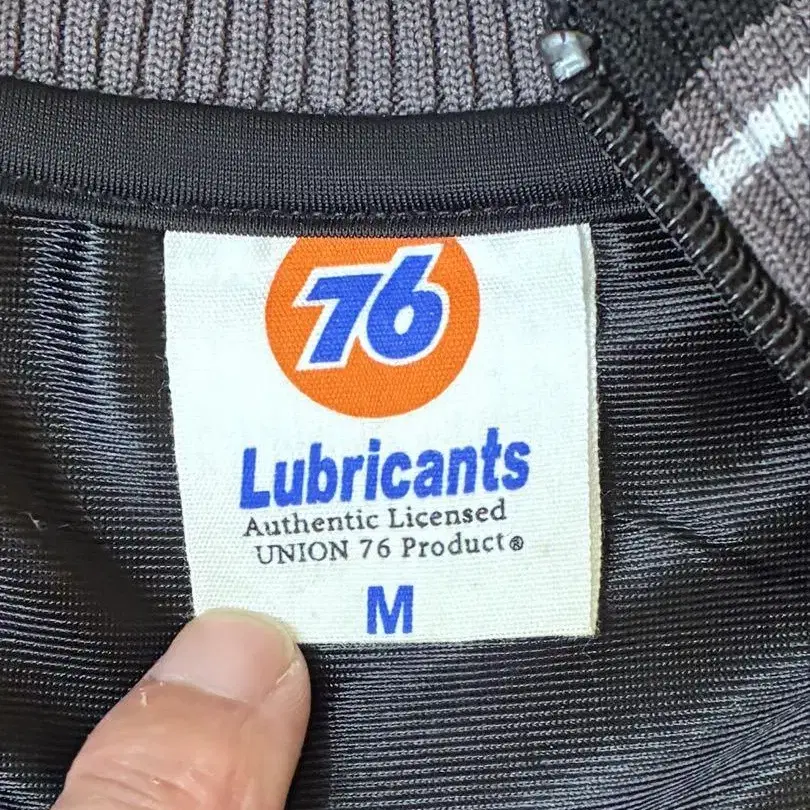 76
Lubricants
Authentic Licensed
UNION 76 Product®
M